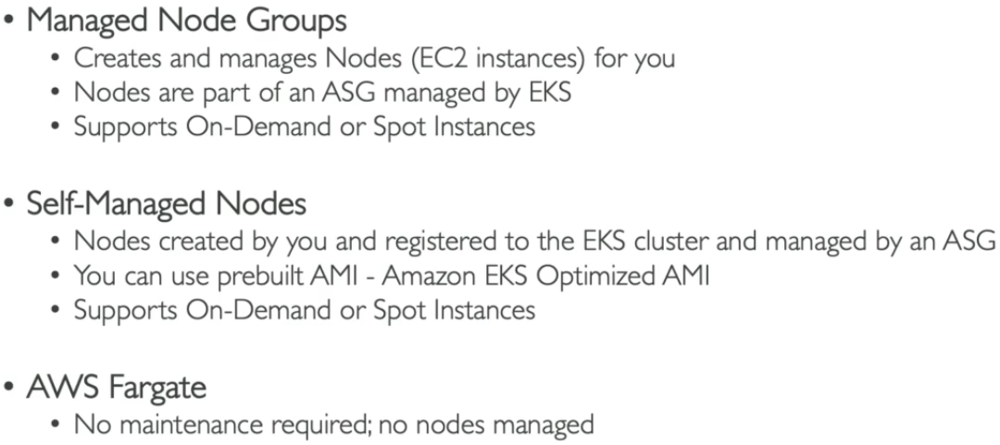 • Managed Node Groups
• Creates and manages Nodes (EC2 instances) for you
• Nodes are part of an ASG managed by EKS
• Supports On-Demand or Spot Instances
• Self-Managed Nodes
• Nodes created by you and registered to the EKS cluster and managed by an ASG
• You can use prebuilt AMI - Amazon EKS Optimized AMI
• Supports On-Demand or Spot Instances
• AWS Fargate
• No maintenance required; no nodes managed